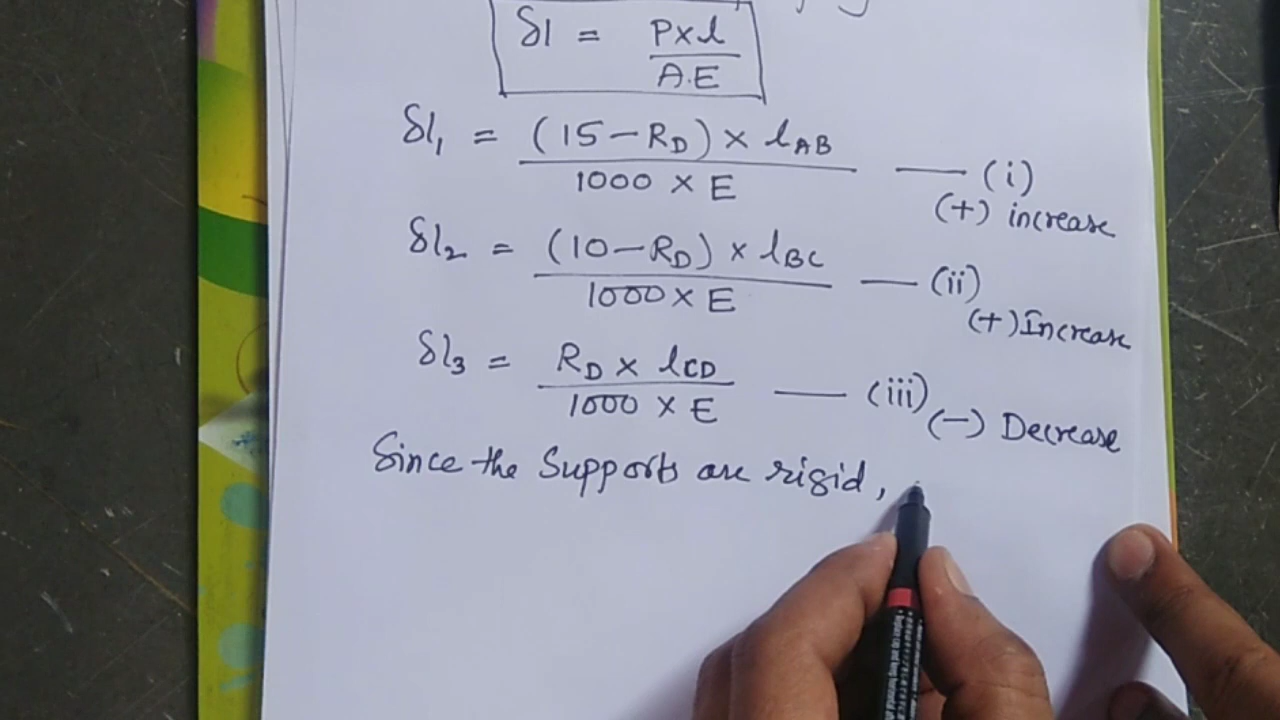 δl = P×l / A.E
δl₁ = (15 − R_D) × l_AB / 1000 × E — (i)
(+) increase
δl₂ = (10 − R_D) × l_BC / 1000 × E — (ii)
(+) Increase
δl₃ = R_D × l_CD / 1000 × E — (iii)
(−) Decrease
Since the Supports are rigid,